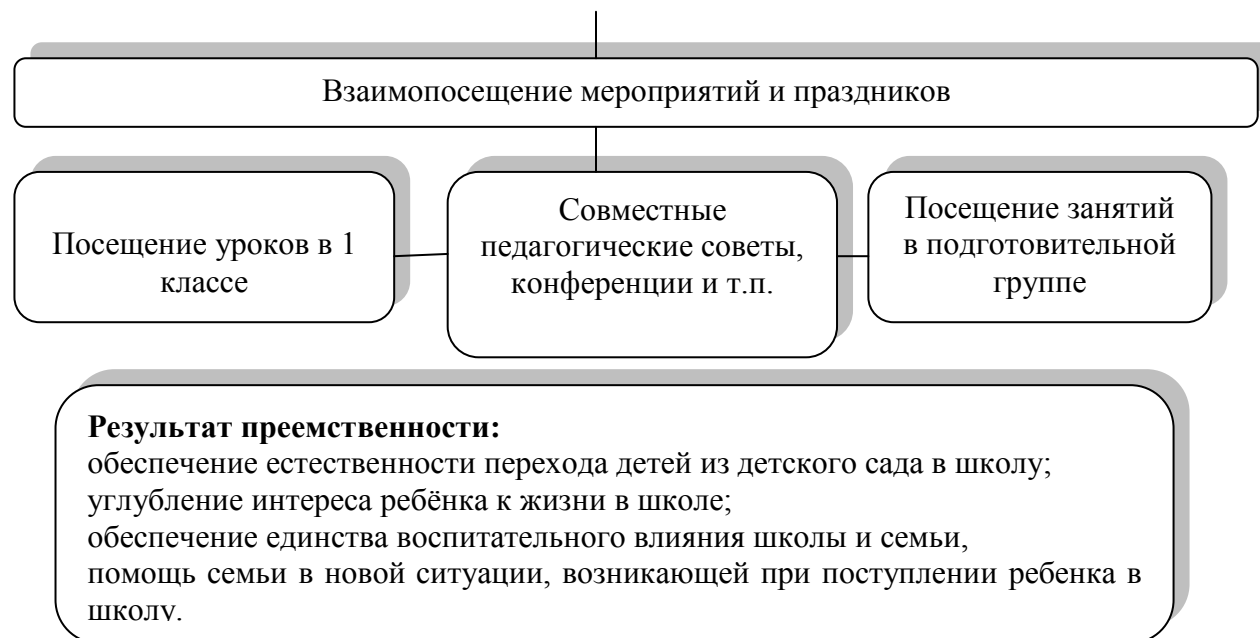 Взаимопосещение мероприятий и праздников
Посещение уроков в 1
классе
Совместные
педагогические советы,
конференции и т.п.
Посещение занятий
в подготовительной
группе
Результат преемственности:
обеспечение естественности перехода детей из детского сада в школу;
углубление интереса ребёнка к жизни в школе;
обеспечение единства воспитательного влияния школы и семьи,
помощь семьи в новой ситуации, возникающей при поступлении ребенка в
школу.